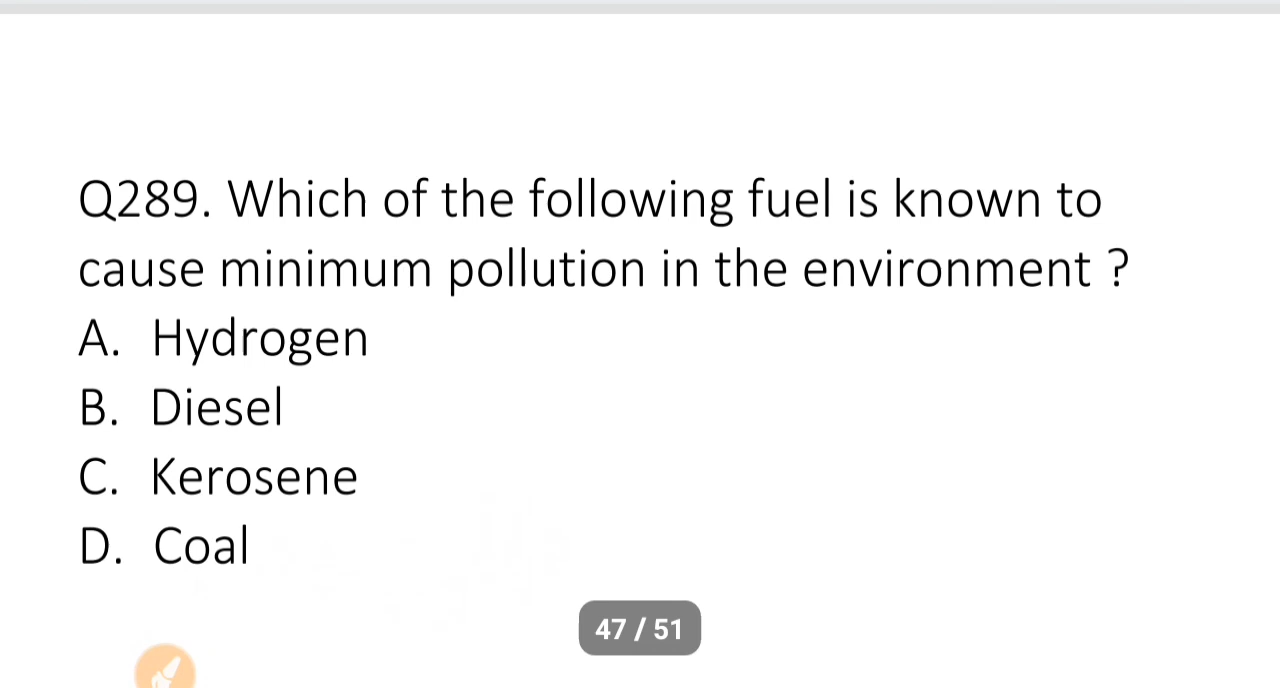 Q289. Which of the following fuel is known to
cause minimum pollution in the environment ?
A. Hydrogen
B. Diesel
C. Kerosene
D. Coal
47 / 51